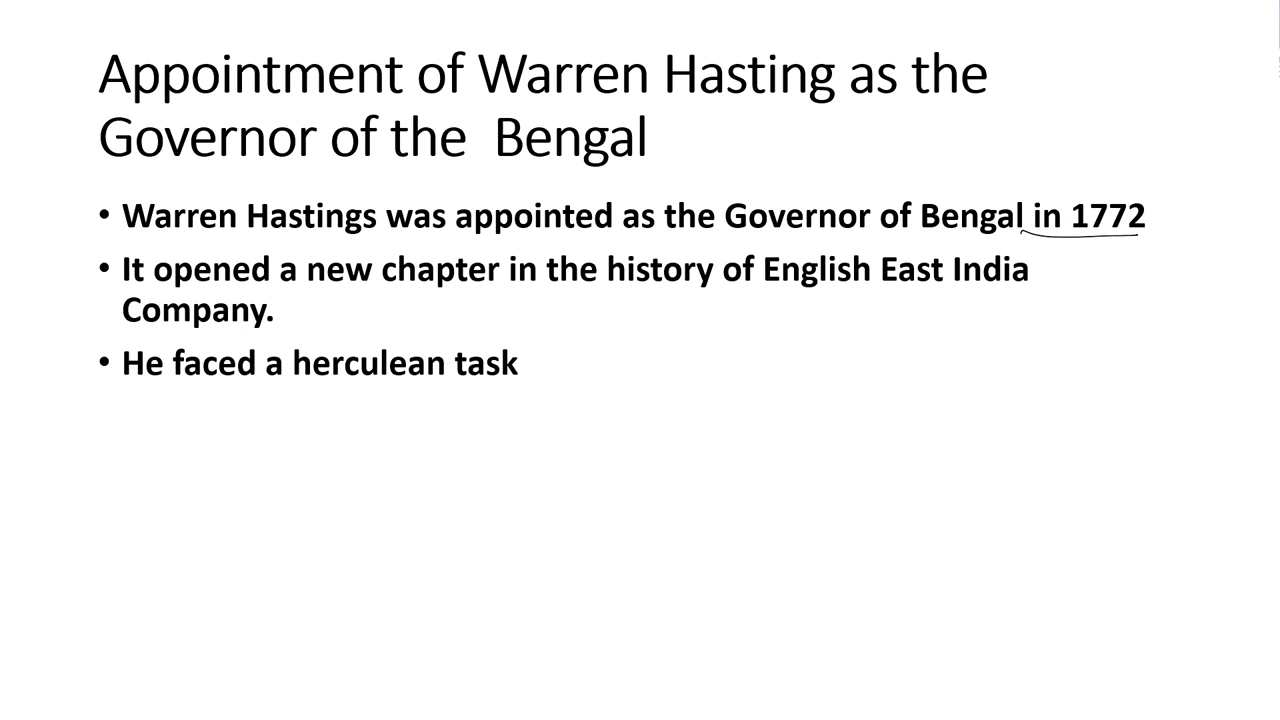 Appointment of Warren Hasting as the
Governor of the  Bengal
• Warren Hastings was appointed as the Governor of Bengal in 1772
• It opened a new chapter in the history of English East India
Company.
• He faced a herculean task